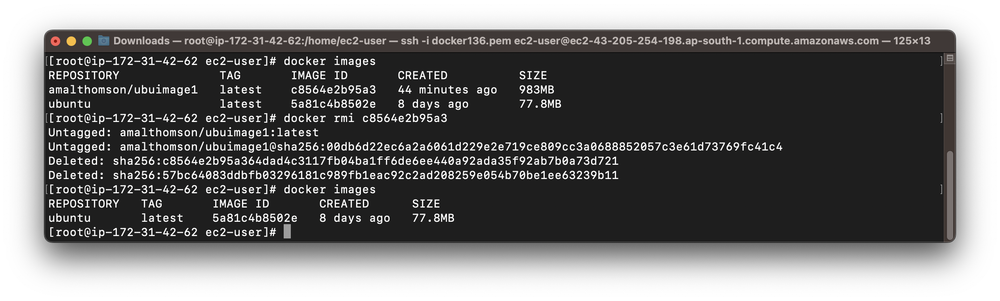 Downloads — root@ip-172-31-42-62:/home/ec2-user — ssh -i docker136.pem ec2-user@ec2-43-205-254-198.ap-south-1.compute.amazonaws.com — 125×13
[[root@ip-172-31-42-62 ec2-user]# docker images ]
REPOSITORY TAG IMAGE ID CREATED SIZE
amalthomson/ubuimage1 latest c8564e2b95a3 44 minutes ago 983MB
ubuntu latest 5a81c4b8502e 8 days ago 77.8MB
[[root@ip-172-31-42-62 ec2-user]# docker rmi c8564e2b95a3 ]
Untagged: amalthomson/ubuimage1:latest
Untagged: amalthomson/ubuimage1@sha256:00db6d22ec6a2a6061d229e2e719ce809cc3a0688852057c3e61d73769fc41c4
Deleted: sha256:c8564e2b95a364dad4c3117fb04ba1ff6de6ee440a92ada35f92ab7b0a73d721
Deleted: sha256:57bc64083ddbfb03296181c989fb1eac92c2ad208259e054b70be1ee63239b11
[[root@ip-172-31-42-62 ec2-user]# docker images ]
REPOSITORY TAG IMAGE ID CREATED SIZE
ubuntu latest 5a81c4b8502e 8 days ago 77.8MB
[root@ip-172-31-42-62 ec2-user]#